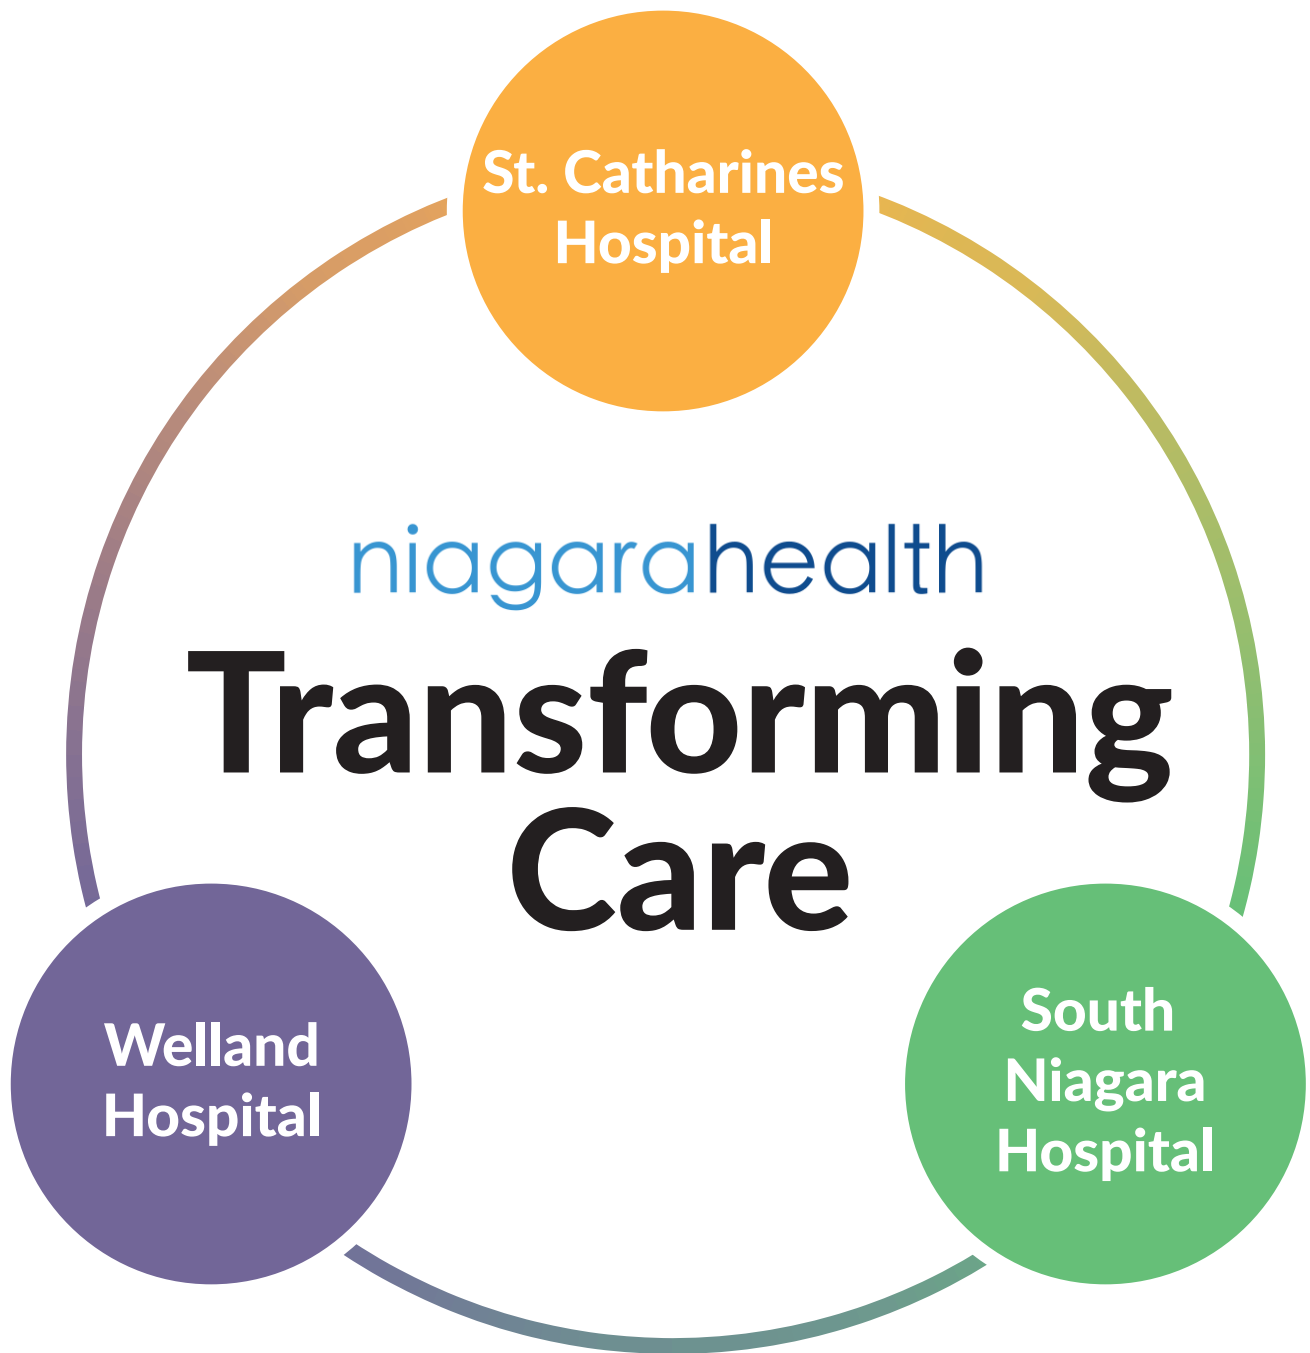 St. Catharines
Hospital
niagarahealth
Transforming
Care
Welland
Hospital
South
Niagara
Hospital